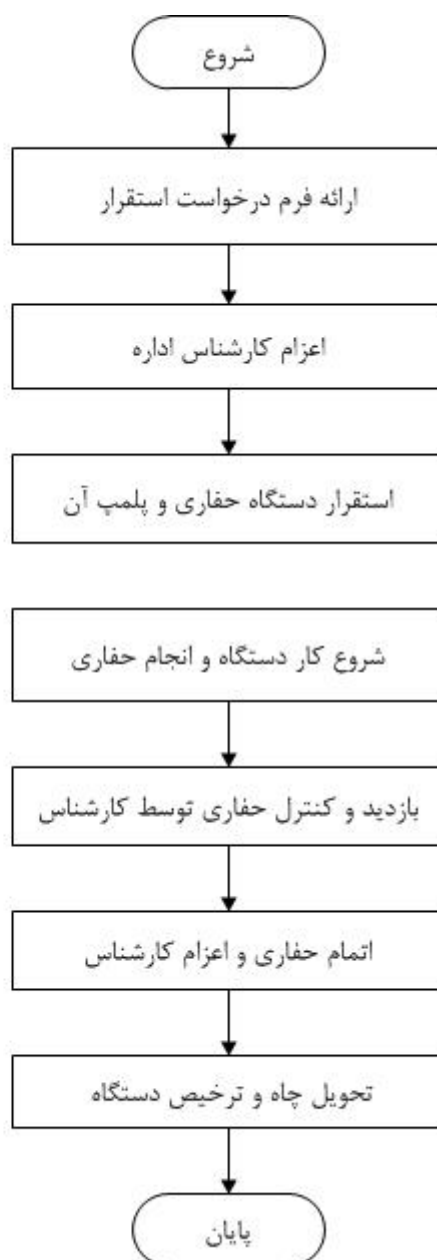 شروع
ارائه فرم درخواست استقرار
اعزام کارشناس اداره
استقرار دستگاه حفاری و پلمپ آن
شروع کار دستگاه و انجام حفاری
بازدید و کنترل حفاری توسط کارشناس
اتمام حفاری و اعزام کارشناس
تحویل چاه و ترخیص دستگاه
پایان